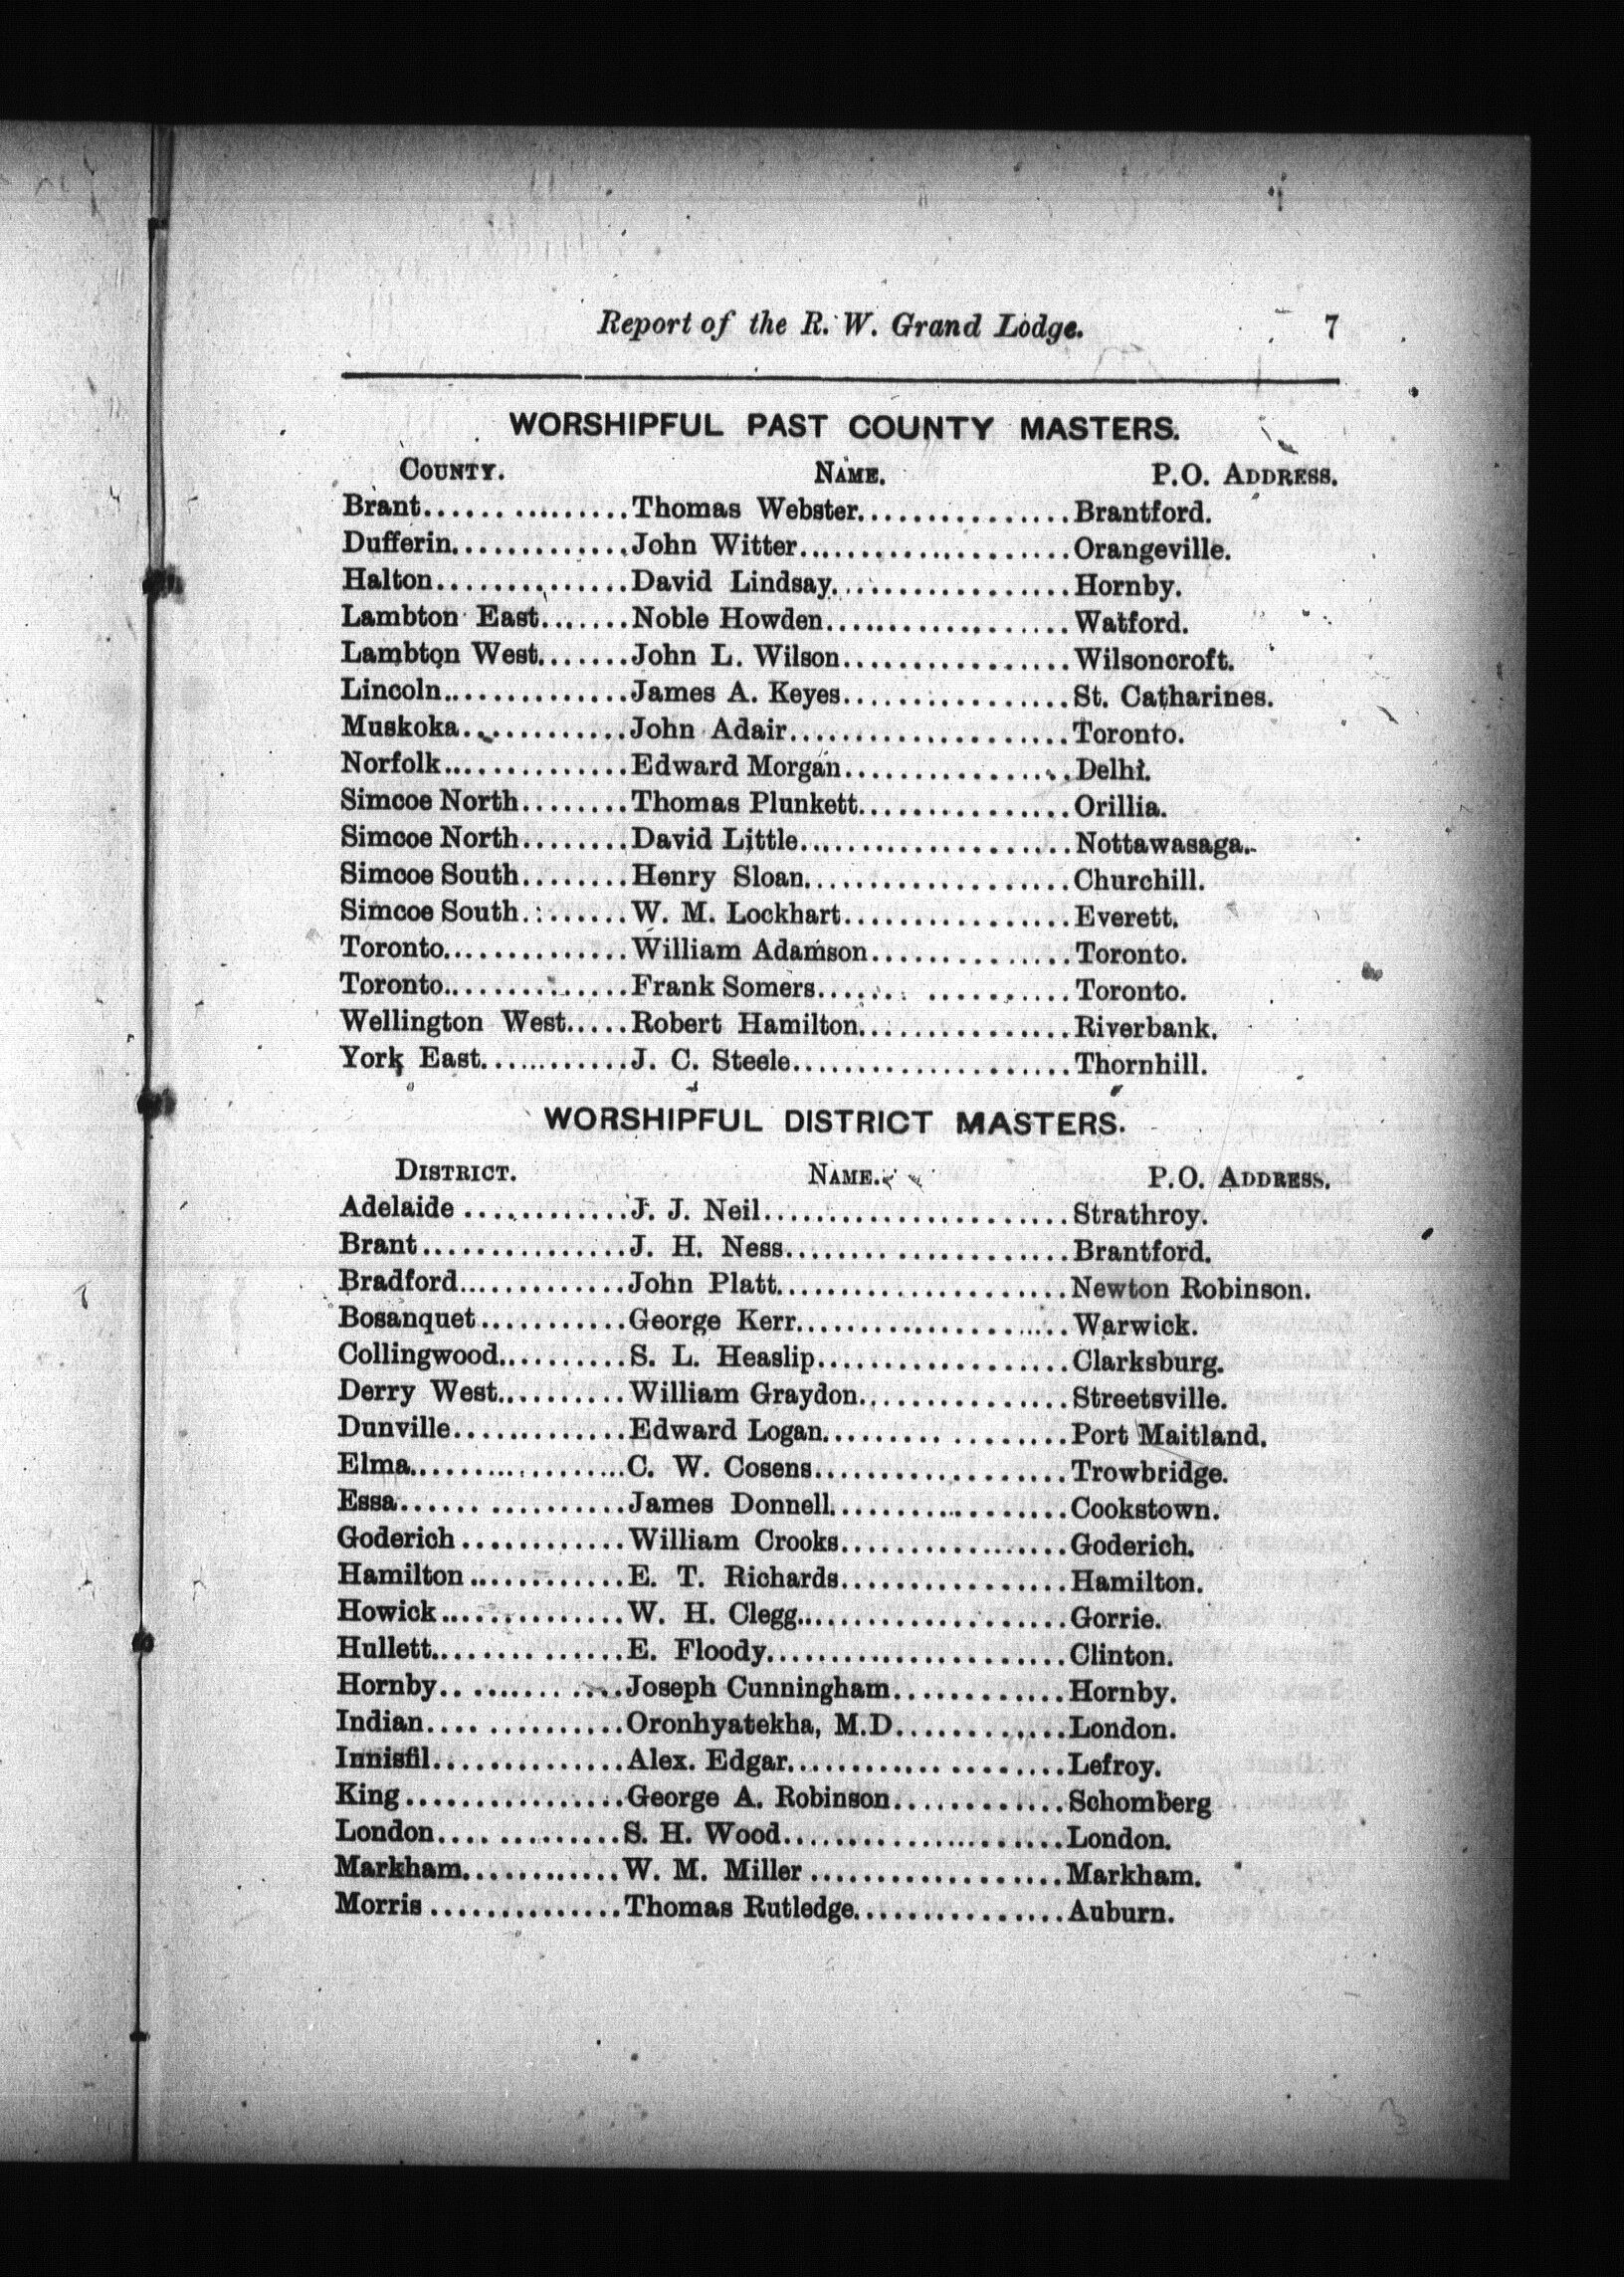 Report of the R. W. Grand Lodge. 7
WORSHIPFUL PAST COUNTY MASTERS.
COUNTY. NAME. P.O. ADDRESS.
Brant.................Thomas Webster................Brantford.
Dufferin..............John Witter...................Orangeville.
Halton................David Lindsay.................Hornby.
Lambton East.......Noble Howden.................Watford.
Lambton West.......John L. Wilson................Wilsoncroft.
Lincoln..............James A. Keyes................St. Catharines.
Muskoka............John Adair....................Toronto.
Norfolk..............Edward Morgan................Delhi.
Simcoe North........Thomas Plunkett...............Orillia.
Simcoe North........David Little...................Nottawasaga.
Simcoe South........Henry Sloan...................Churchill.
Simcoe South........W. M. Lockhart................Everett.
Toronto..............William Adamson..............Toronto.
Toronto..............Frank Somers.................Toronto.
Wellington West.....Robert Hamilton...............Riverbank.
York East...........J. C. Steele....................Thornhill.
WORSHIPFUL DISTRICT MASTERS.
DISTRICT. NAME. P.O. ADDRESS.
Adelaide ............J. J. Neil......................Strathroy.
Brant...............J. H. Ness....................Brantford.
Bradford............John Platt.....................Newton Robinson.
Bosanquet...........George Kerr...................Warwick.
Collingwood..........S. L. Heaslip..................Clarksburg.
Derry West..........William Graydon...............Streetsville.
Dunville.............Edward Logan.................Port Maitland.
Elma................C. W. Cosens..................Trowbridge.
Essa................James Donnell.................Cookstown.
Goderich............William Crooks................Goderich.
Hamilton............E. T. Richards................Hamilton.
Howick..............W. H. Clegg...................Gorrie.
Hullett..............E. Floody......................Clinton.
Hornby.............Joseph Cunningham............Hornby.
Indian..............Oronhyatekha, M.D............London.
Innisfil..............Alex. Edgar...................Lefroy.
King................George A. Robinson............Schomberg
London.............S. H. Wood....................London.
Markham...........W. M. Miller ..................Markham.
Morris ..............Thomas Rutledge...............Auburn.